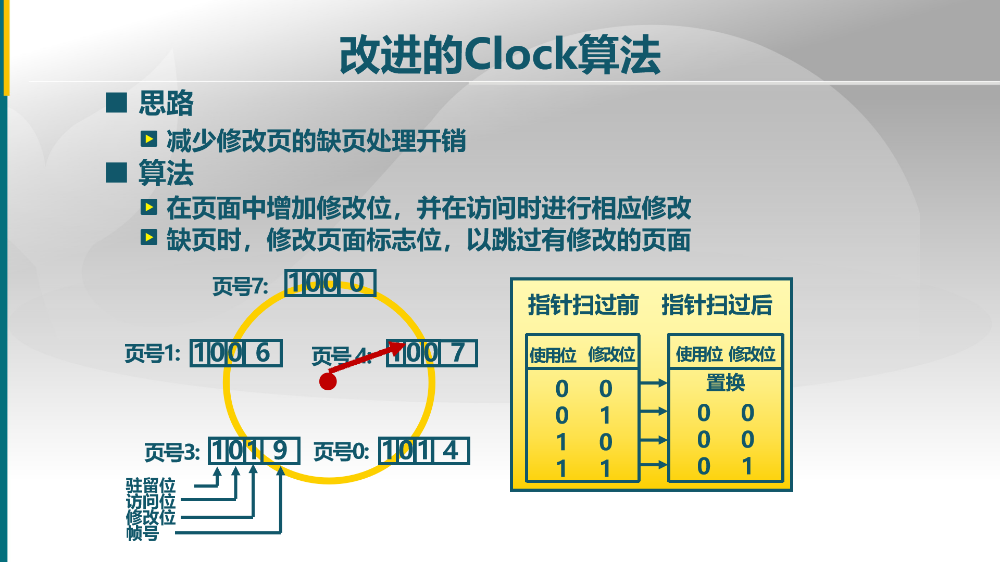 改进的Clock算法
思路
减少修改页的缺页处理开销
算法
在页面中增加修改位，并在访问时进行相应修改
缺页时，修改页面标志位，以跳过有修改的页面
页号7: 1 0 0 0
页号1: 1 0 0 6
页号4: 1 0 0 7
页号3: 1 0 1 9
页号0: 1 0 1 4
驻留位
访问位
修改位
帧号
指针扫过前 指针扫过后
使用位 修改位 使用位 修改位
0 0 置换
0 1 0 0
1 0 0 0
1 1 0 1